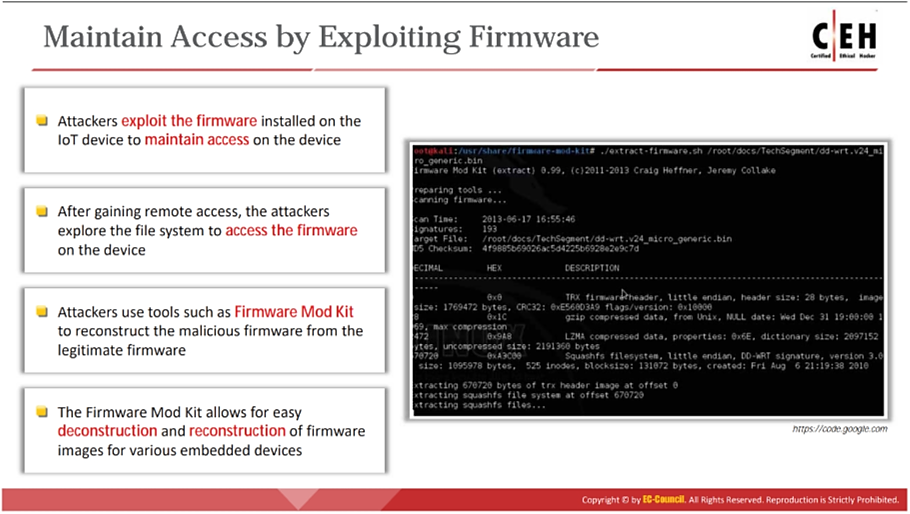 Maintain Access by Exploiting Firmware
CEH
Certified Ethical Hacker
Attackers exploit the firmware installed on the
IoT device to maintain access on the device
After gaining remote access, the attackers
explore the file system to access the firmware
on the device
Attackers use tools such as Firmware Mod Kit
to reconstruct the malicious firmware from the
legitimate firmware
The Firmware Mod Kit allows for easy
deconstruction and reconstruction of firmware
images for various embedded devices
oot@kali:/usr/share/firmware-mod-kit# ./extract-firmware.sh /root/docs/TechSegment/dd-wrt.v24_mi
ro_generic.bin
irmware Mod Kit (extract) 0.99, (c)2011-2013 Craig Heffner, Jeremy Collake
reparing tools ...
canning firmware...
can Time: 2013-06-17 16:55:46
ignatures: 193
arget File: /root/docs/TechSegment/dd-wrt.v24_micro_generic.bin
D5 Checksum: 4f9885b69026ac5d4225b6928e2e9c7d
ECIMAL HEX DESCRIPTION
0x0 TRX firmware header, little endian, header size: 28 bytes, image
size: 1769472 bytes, CRC32: 0xE560D3A9 flags/version: 0x10000
8 0x1C gzip compressed data, from Unix, NULL date: Wed Dec 31 19:00:00 1
69, max compression
472 0x9A8 LZMA compressed data, properties: 0x6E, dictionary size: 2097152
ytes, uncompressed size: 2191360 bytes
70720 0xA3C00 Squashfs filesystem, little endian, DD-WRT signature, version 3.0
size: 1095978 bytes, 525 inodes, blocksize: 131072 bytes, created: Fri Aug 6 21:19:38 2010
xtracting 670720 bytes of trx header image at offset 0
xtracting squashfs file system at offset 670720
xtracting squashfs files...
https://code.google.com
Copyright © by EC-Council. All Rights Reserved. Reproduction is Strictly Prohibited.